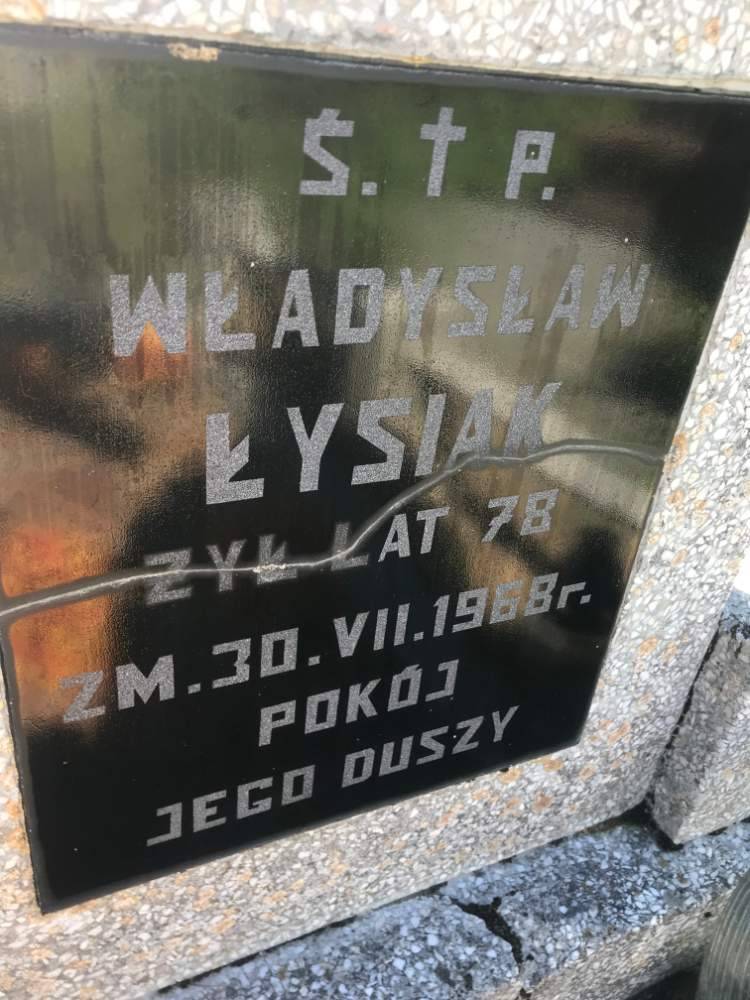 Ś. † P.
WŁADYSŁAW
ŁYSIAK
ŻYŁ LAT 78
ZM. 30. VII. 1968r.
POKÓJ
JEGO DUSZY